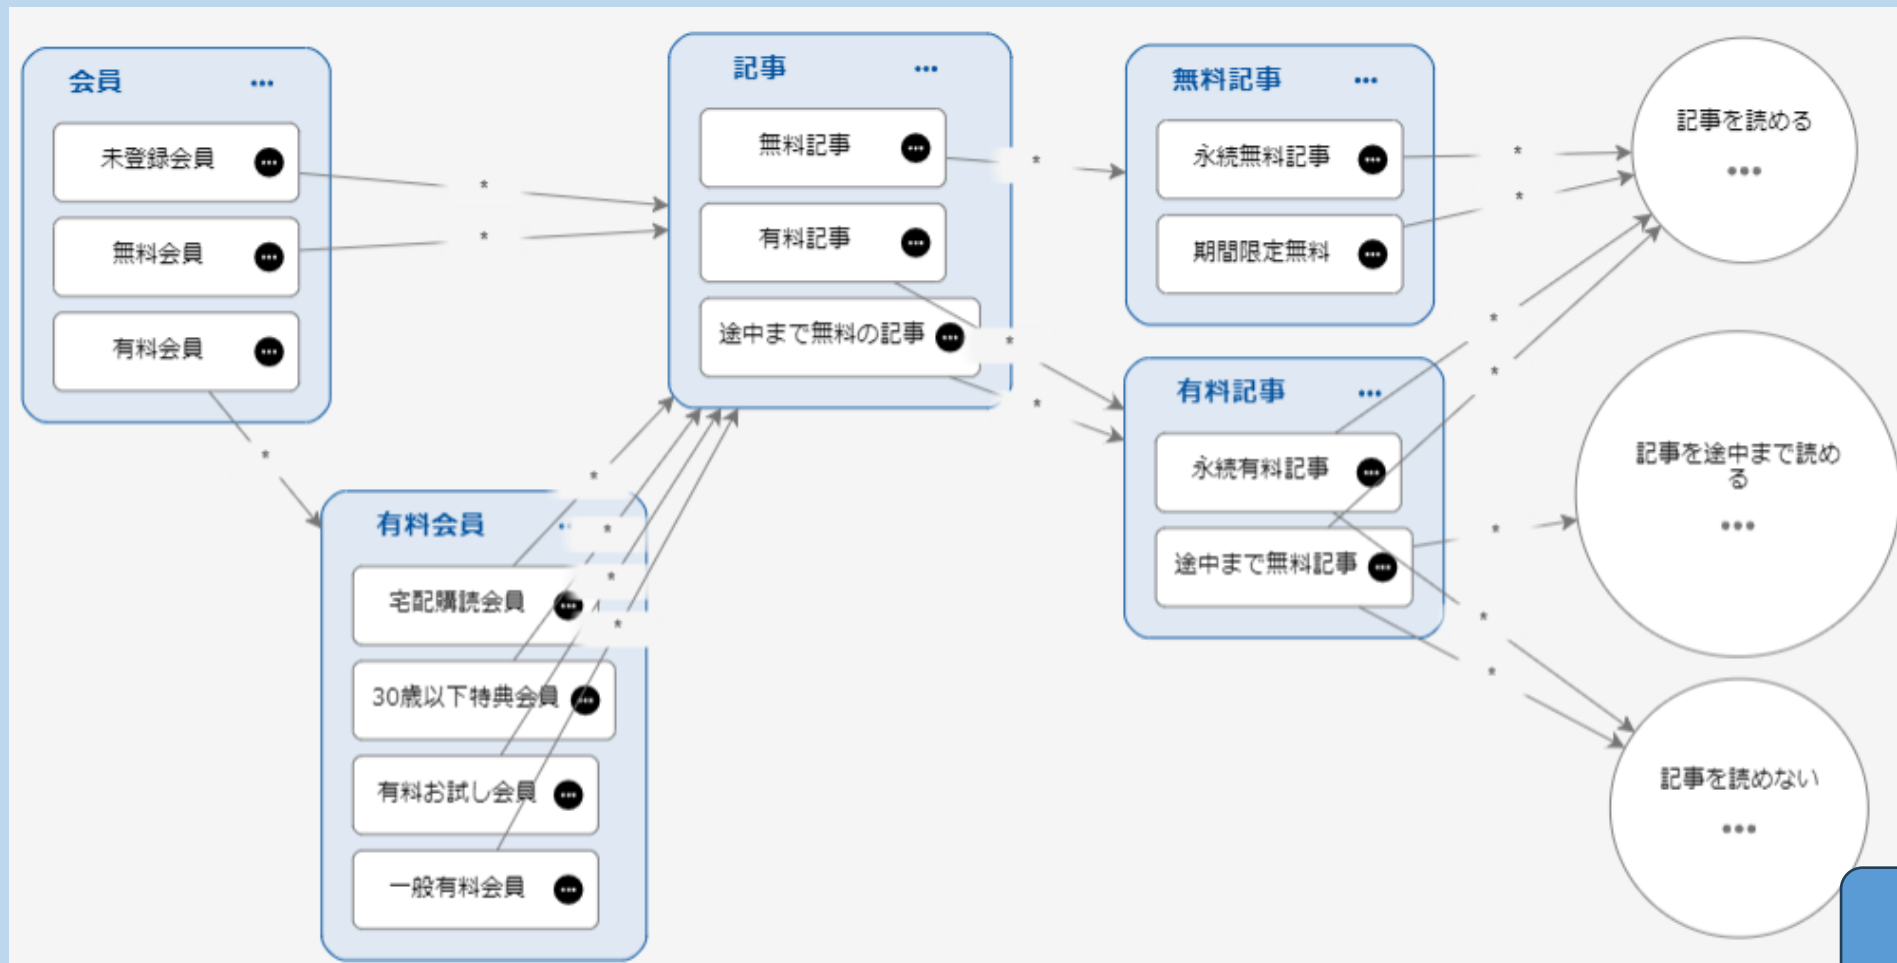 会員
未登録会員
無料会員
有料会員
有料会員
宅配購読会員
30歳以下特典会員
有料お試し会員
一般有料会員
記事
無料記事
有料記事
途中まで無料の記事
無料記事
永続無料記事
期間限定無料
有料記事
永続有料記事
途中まで無料記事
記事を読める
記事を途中まで読め
る
記事を読めない